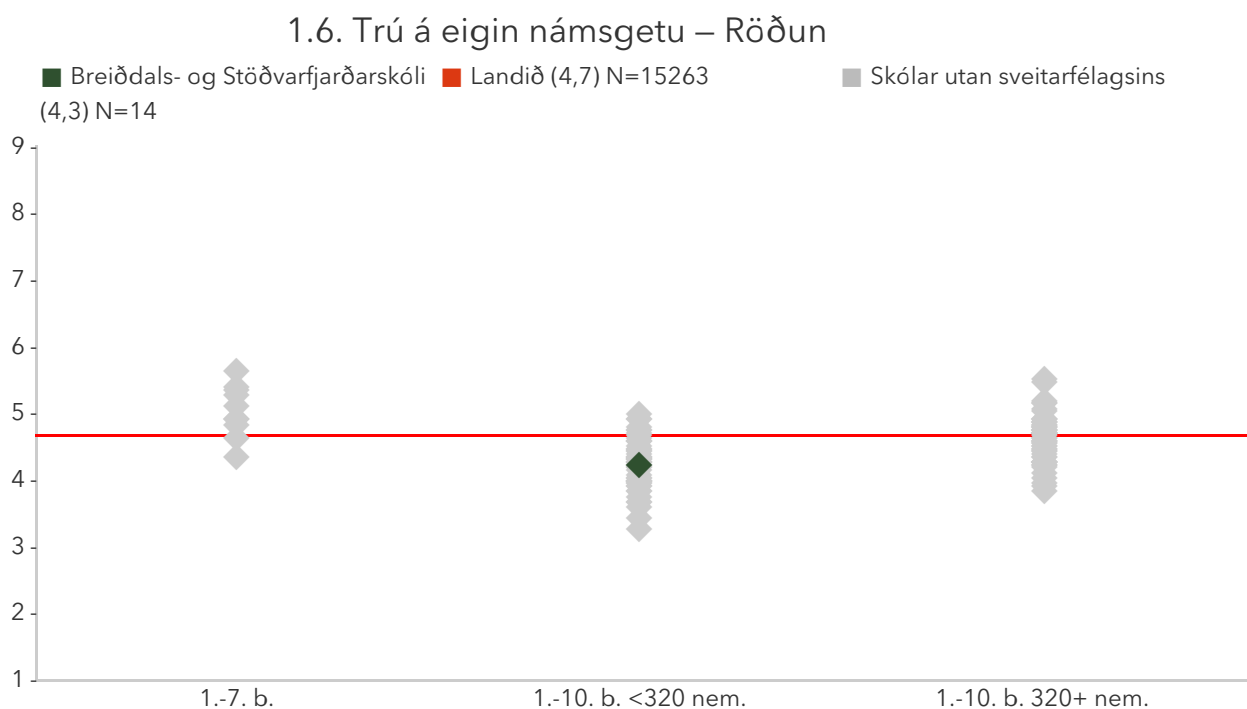 1.6. Trú á eigin námsgetu – Röðun
Breiðdals- og Stöðvarfjarðarskóli Landið (4,7) N=15263 Skólar utan sveitarfélagsins
(4,3) N=14
9
8
7
6
5
4
3
2
1
1.-7. b. 1.-10. b. <320 nem. 1.-10. b. 320+ nem.